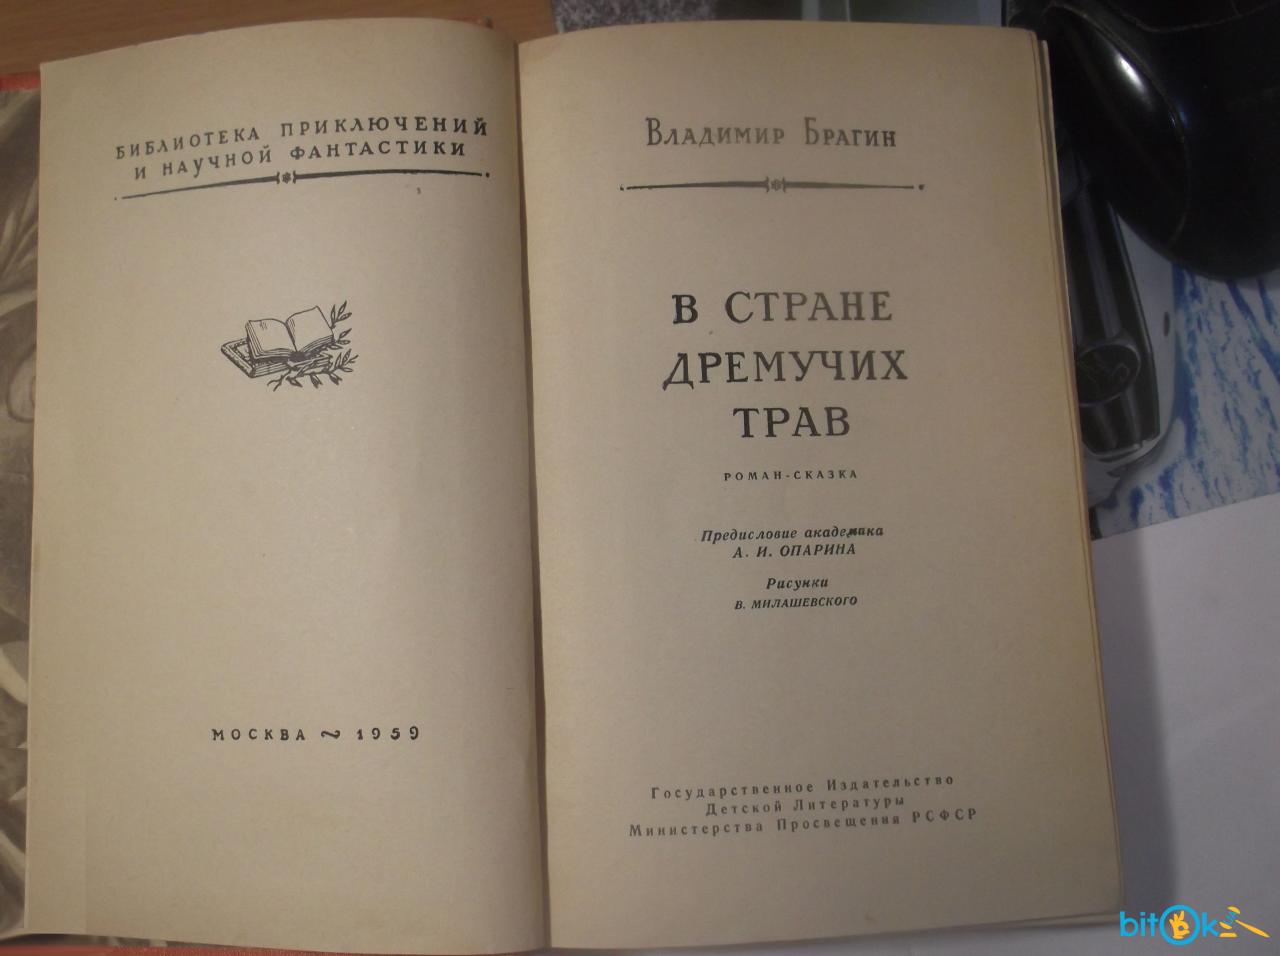 БИБЛИОТЕКА ПРИКЛЮЧЕНИЙ
И НАУЧНОЙ ФАНТАСТИКИ
МОСКВА ~ 1959
ВЛАДИМИР БРАГИН
В СТРАНЕ
ДРЕМУЧИХ
ТРАВ
РОМАН-СКАЗКА
Предисловие академика
А. И. ОПАРИНА
Рисунки
В. МИЛАШЕВСКОГО
Государственное Издательство
Детской Литературы
Министерства Просвещения РСФСР
bitok